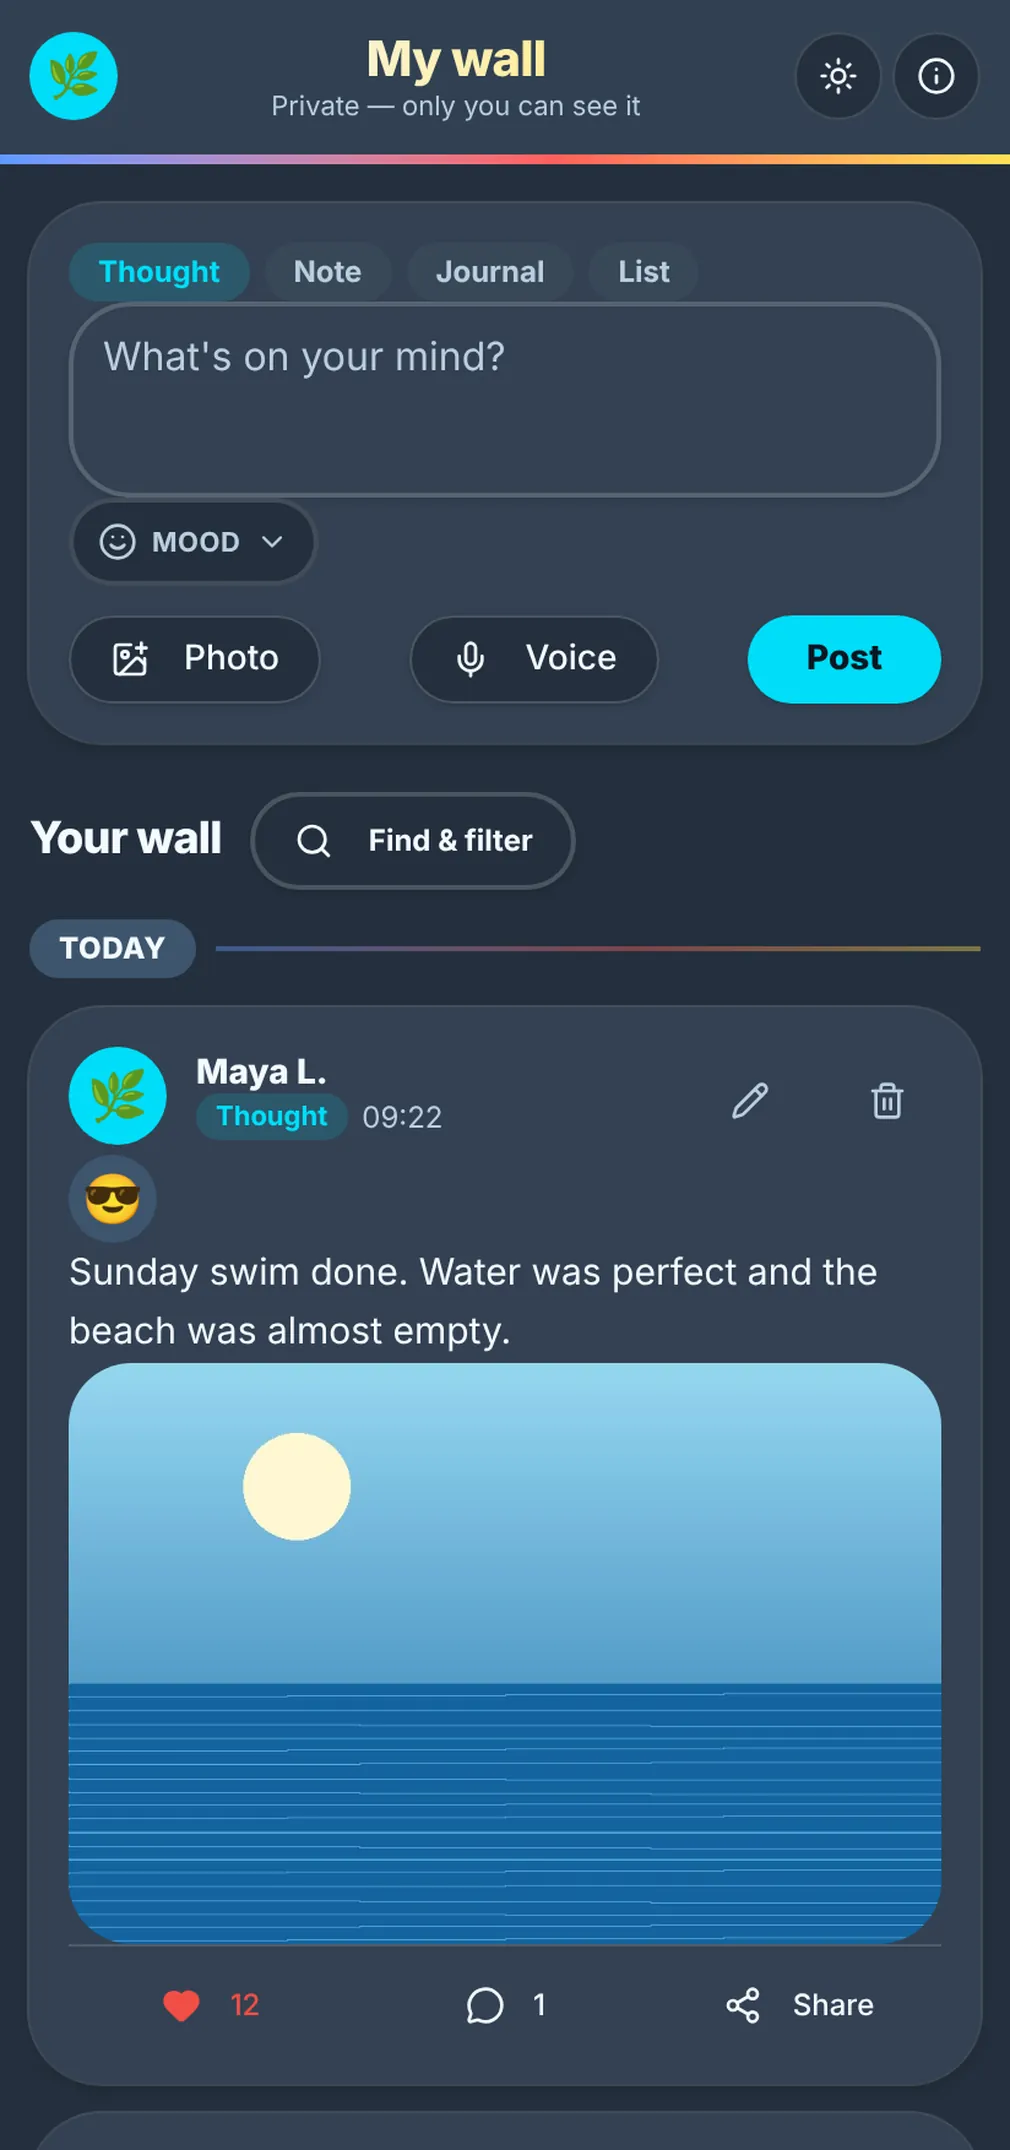 My wall
Private — only you can see it
Thought Note Journal List
What's on your mind?
MOOD
Photo Voice Post
Your wall Find & filter
TODAY
Maya L.
Thought 09:22
Sunday swim done. Water was perfect and the
beach was almost empty.
12 1 Share